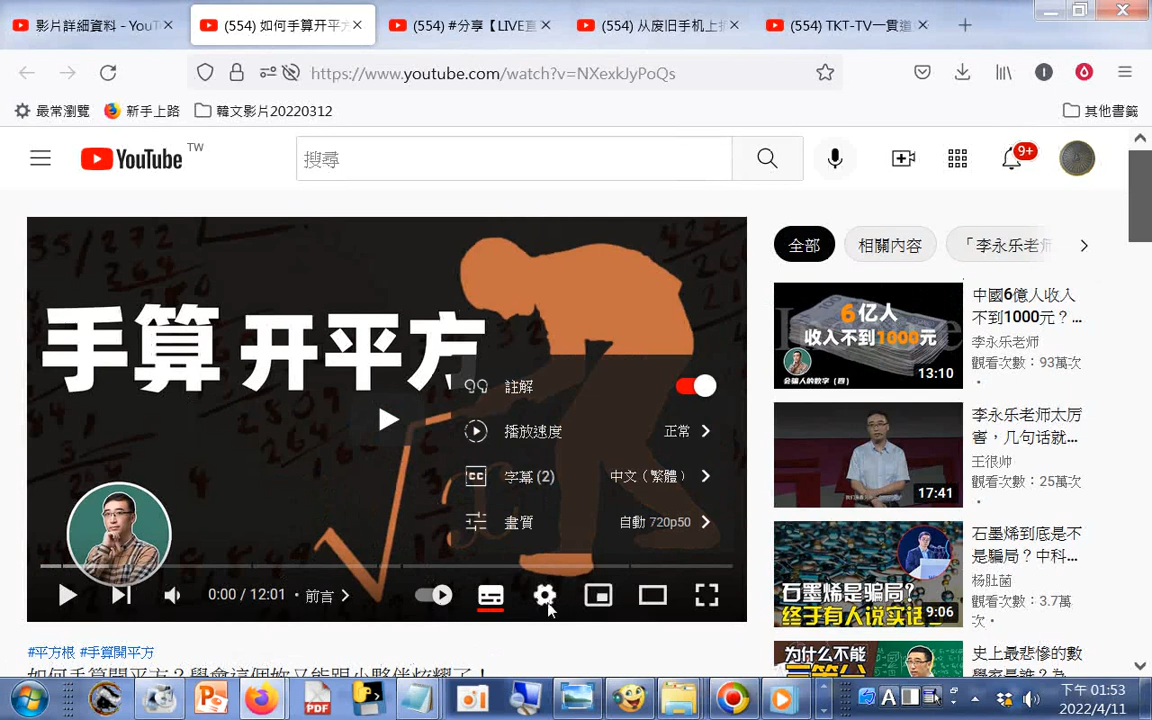 影片詳細資料 - YouT
(554) 如何手算开平方
(554) #分享【LIVE直
(554) 从废旧手机上拆
(554) TKT-TV一貫道
https://www.youtube.com/watch?v=NXexkJyPoQs
最常瀏覽
新手上路
韓文影片20220312
其他書籤
YouTube TW
搜尋
9+
手算 开平方
註解
播放速度 正常
字幕 (2) 中文（繁體）
畫質 自動 720p50
0:00 / 12:01 • 前言
#平方根 #手算開平方
全部
相關內容
「李永乐老师
6亿人
收入不到1000元
会骗人的数字（四）
13:10
中國6億人收入
不到1000元？...
李永乐老师
觀看次數：93萬次
•
17:41
李永乐老师太厉
害，几句话就...
王很帅
觀看次數：25萬次
•
石墨烯是骗局?
终于有人说实话
9:06
石墨烯到底是不
是騙局？中科...
杨肚菌
觀看次數：3.7萬
次•
为什么不能
史上最悲慘的數
下午 01:53
2022/4/11